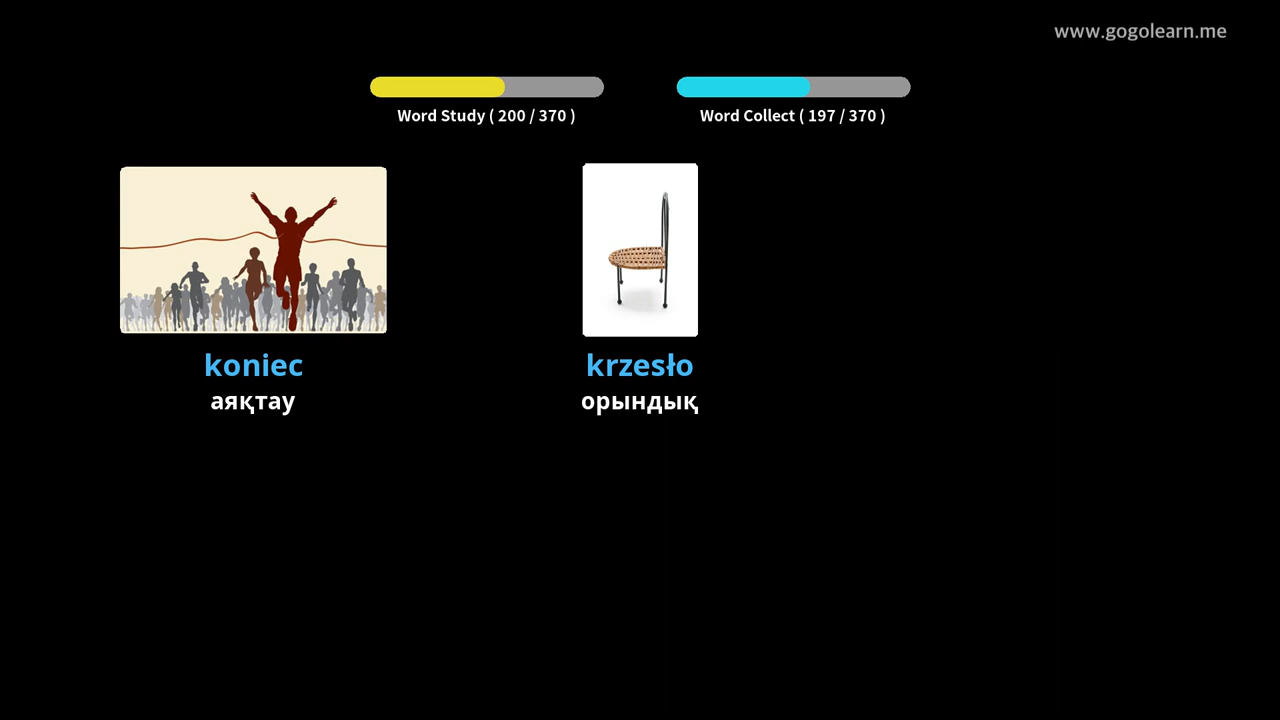 www.gogolearn.me
Word Study ( 200 / 370 )
Word Collect ( 197 / 370 )
koniec
аяқтау
krzesło
орындық